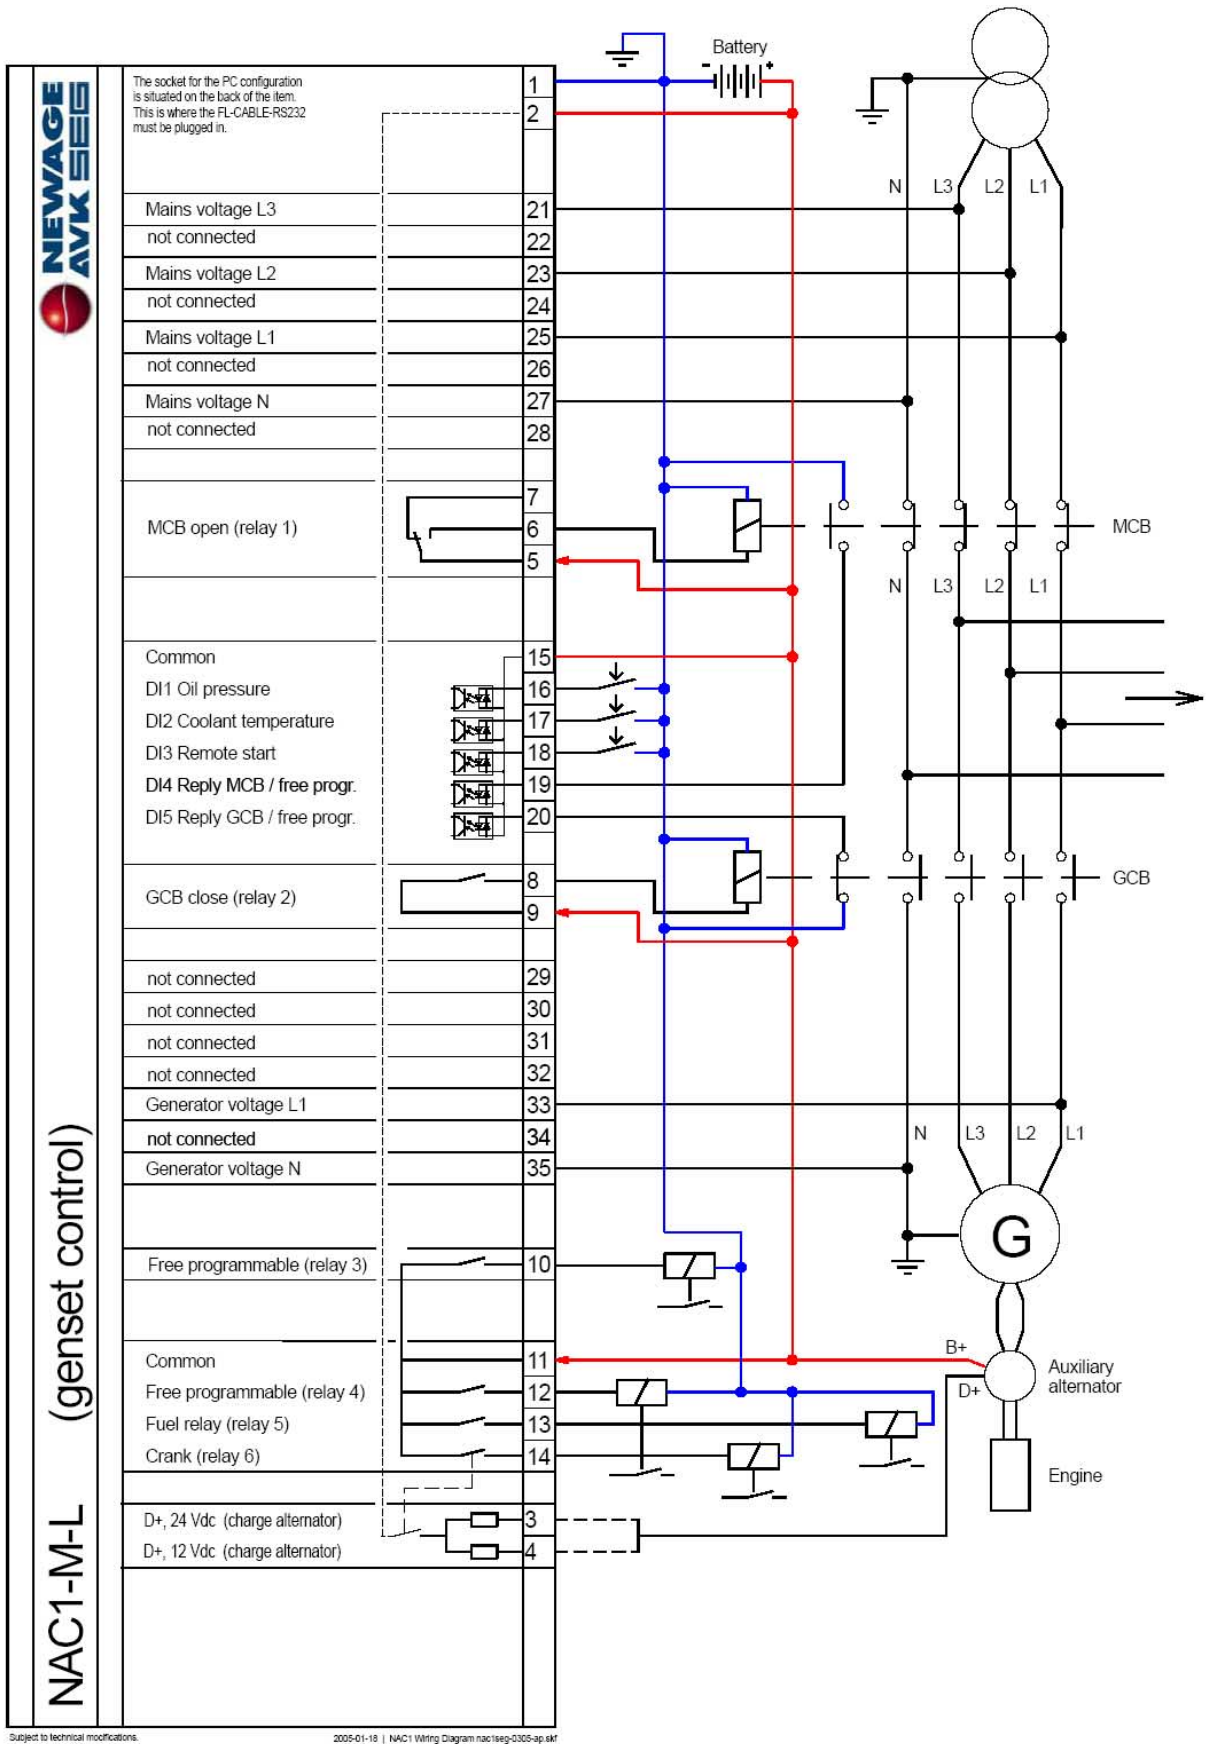 Battery
- +
NEWAGE
AVK SEG
The socket for the PC configuration
is situated on the back of the item.
This is where the FL-CABLE-RS232
must be plugged in.
1
2
N L3 L2 L1
Mains voltage L3 21
not connected 22
Mains voltage L2 23
not connected 24
Mains voltage L1 25
not connected 26
Mains voltage N 27
not connected 28
7
MCB open (relay 1) 6
5
MCB
N L3 L2 L1
Common 15
DI1 Oil pressure 16
DI2 Coolant temperature 17
DI3 Remote start 18
DI4 Reply MCB / free progr. 19
DI5 Reply GCB / free progr. 20
GCB close (relay 2) 8
9
GCB
not connected 29
not connected 30
not connected 31
not connected 32
Generator voltage L1 33
not connected 34
Generator voltage N 35
N L3 L2 L1
G
Free programmable (relay 3) 10
Common 11
Free programmable (relay 4) 12
Fuel relay (relay 5) 13
Crank (relay 6) 14
B+
D+
Auxiliary
alternator
Engine
D+, 24 Vdc (charge alternator) 3
D+, 12 Vdc (charge alternator) 4
NAC1-M-L (genset control)
Subject to technical modifications.
2005-01-18 | NAC1 Wiring Diagram nac1seg-0305-ap.skf